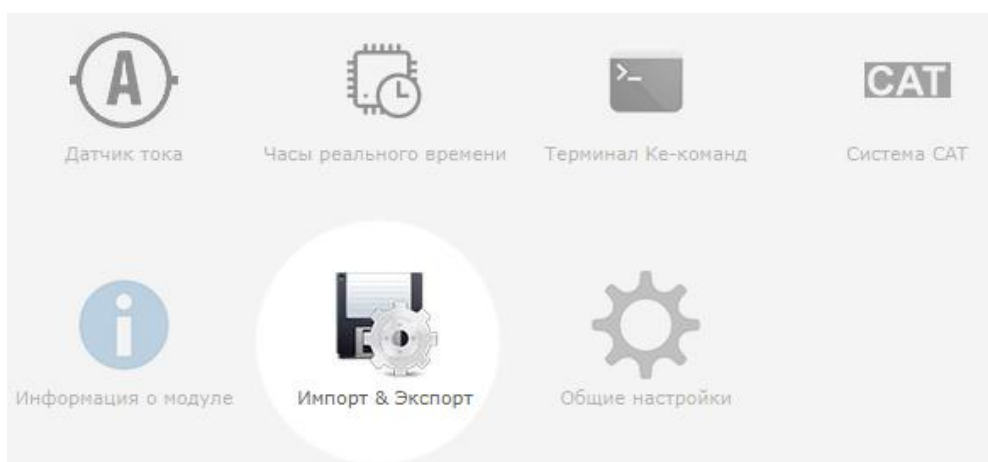 A
>_
CAT
Датчик тока
Часы реального времени
Терминал Ке-команд
Система CAT
i
Информация о модуле
Импорт & Экспорт
Общие настройки